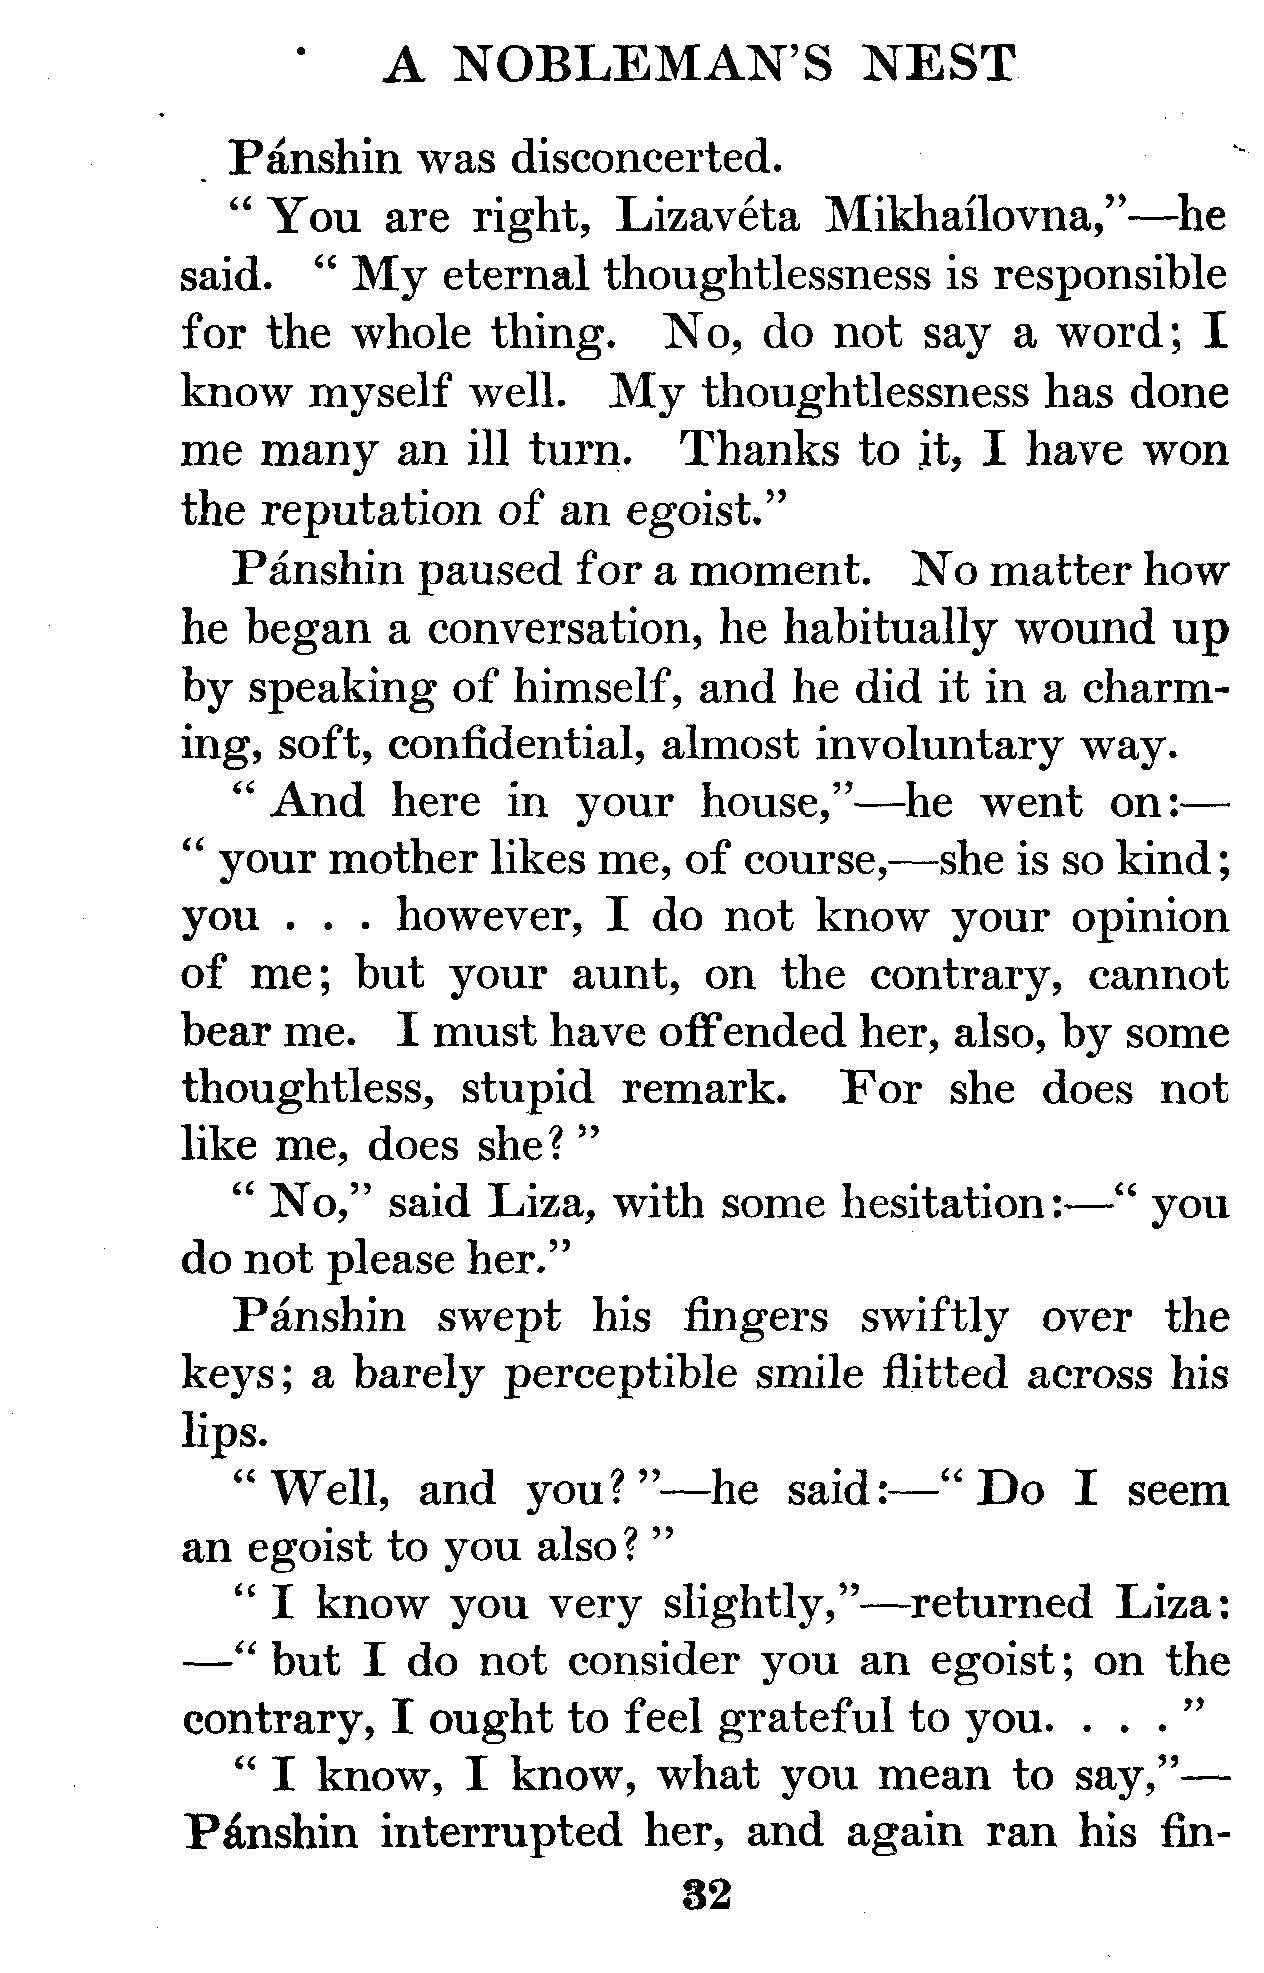 A NOBLEMAN'S NEST
Pánshin was disconcerted.
“ You are right, Lizavéta Mikhaílovna,”—he
said. “ My eternal thoughtlessness is responsible
for the whole thing. No, do not say a word; I
know myself well. My thoughtlessness has done
me many an ill turn. Thanks to it, I have won
the reputation of an egoist.”
Pánshin paused for a moment. No matter how
he began a conversation, he habitually wound up
by speaking of himself, and he did it in a charm-
ing, soft, confidential, almost involuntary way.
“ And here in your house,”—he went on:—
“ your mother likes me, of course,—she is so kind;
you . . . however, I do not know your opinion
of me; but your aunt, on the contrary, cannot
bear me. I must have offended her, also, by some
thoughtless, stupid remark. For she does not
like me, does she? ”
“ No,” said Liza, with some hesitation:—“ you
do not please her.”
Pánshin swept his fingers swiftly over the
keys; a barely perceptible smile flitted across his
lips.
“ Well, and you? ”—he said:—“ Do I seem
an egoist to you also? ”
“ I know you very slightly,”—returned Liza:
—“ but I do not consider you an egoist; on the
contrary, I ought to feel grateful to you. . . . ”
“ I know, I know, what you mean to say,”—
Pánshin interrupted her, and again ran his fin-
32